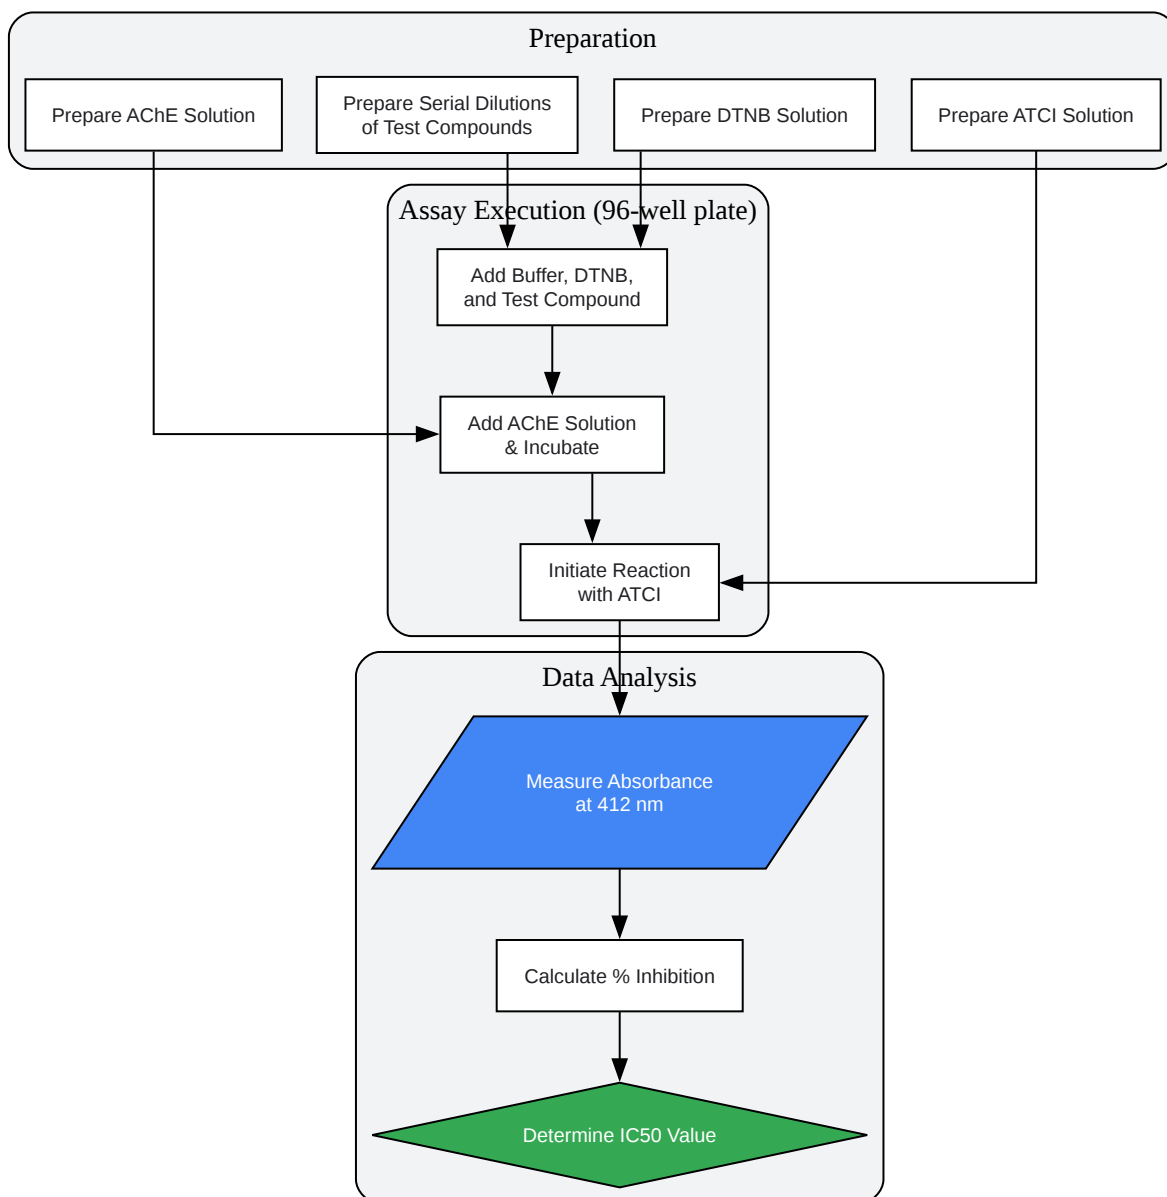 Preparation
Prepare AChE Solution
Prepare Serial Dilutions
of Test Compounds
Prepare DTNB Solution
Prepare ATCI Solution
Assay Execution (96-well plate)
Add Buffer, DTNB,
and Test Compound
Add AChE Solution
& Incubate
Initiate Reaction
with ATCI
Data Analysis
Measure Absorbance
at 412 nm
Calculate % Inhibition
Determine IC50 Value